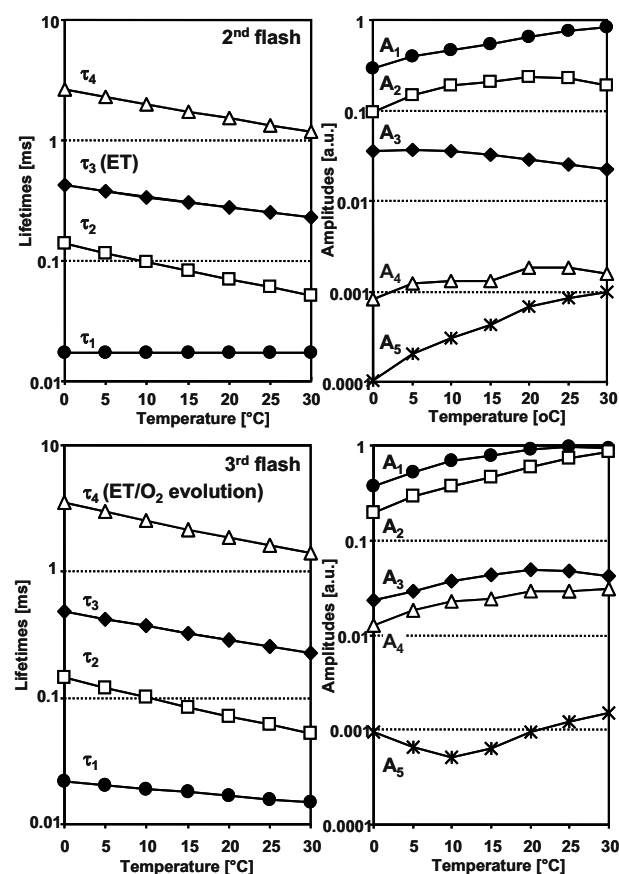 10
2nd flash
τ4
1
τ3 (ET)
τ2
0.1
τ1
0.01
0 5 10 15 20 25 30
Temperature [°C]
Lifetimes [ms]
1
A1
A2
0.1
A3
0.01
A4
0.001
A5
0.000
0 5 10 15 20 25 30
Temperature [oC]
Amplitudes [a.u.]
10
3rd flash
τ4 (ET/O2 evolution)
1
τ3
τ2
0.1
τ1
0.01
0 5 10 15 20 25 30
Temperature [°C]
Lifetimes [ms]
1
A1
A2
0.1
A3
0.01
A4
0.001
A5
0.0001
0 5 10 15 20 25 30
Temperature [°C]
Amplitudes [a.u.]